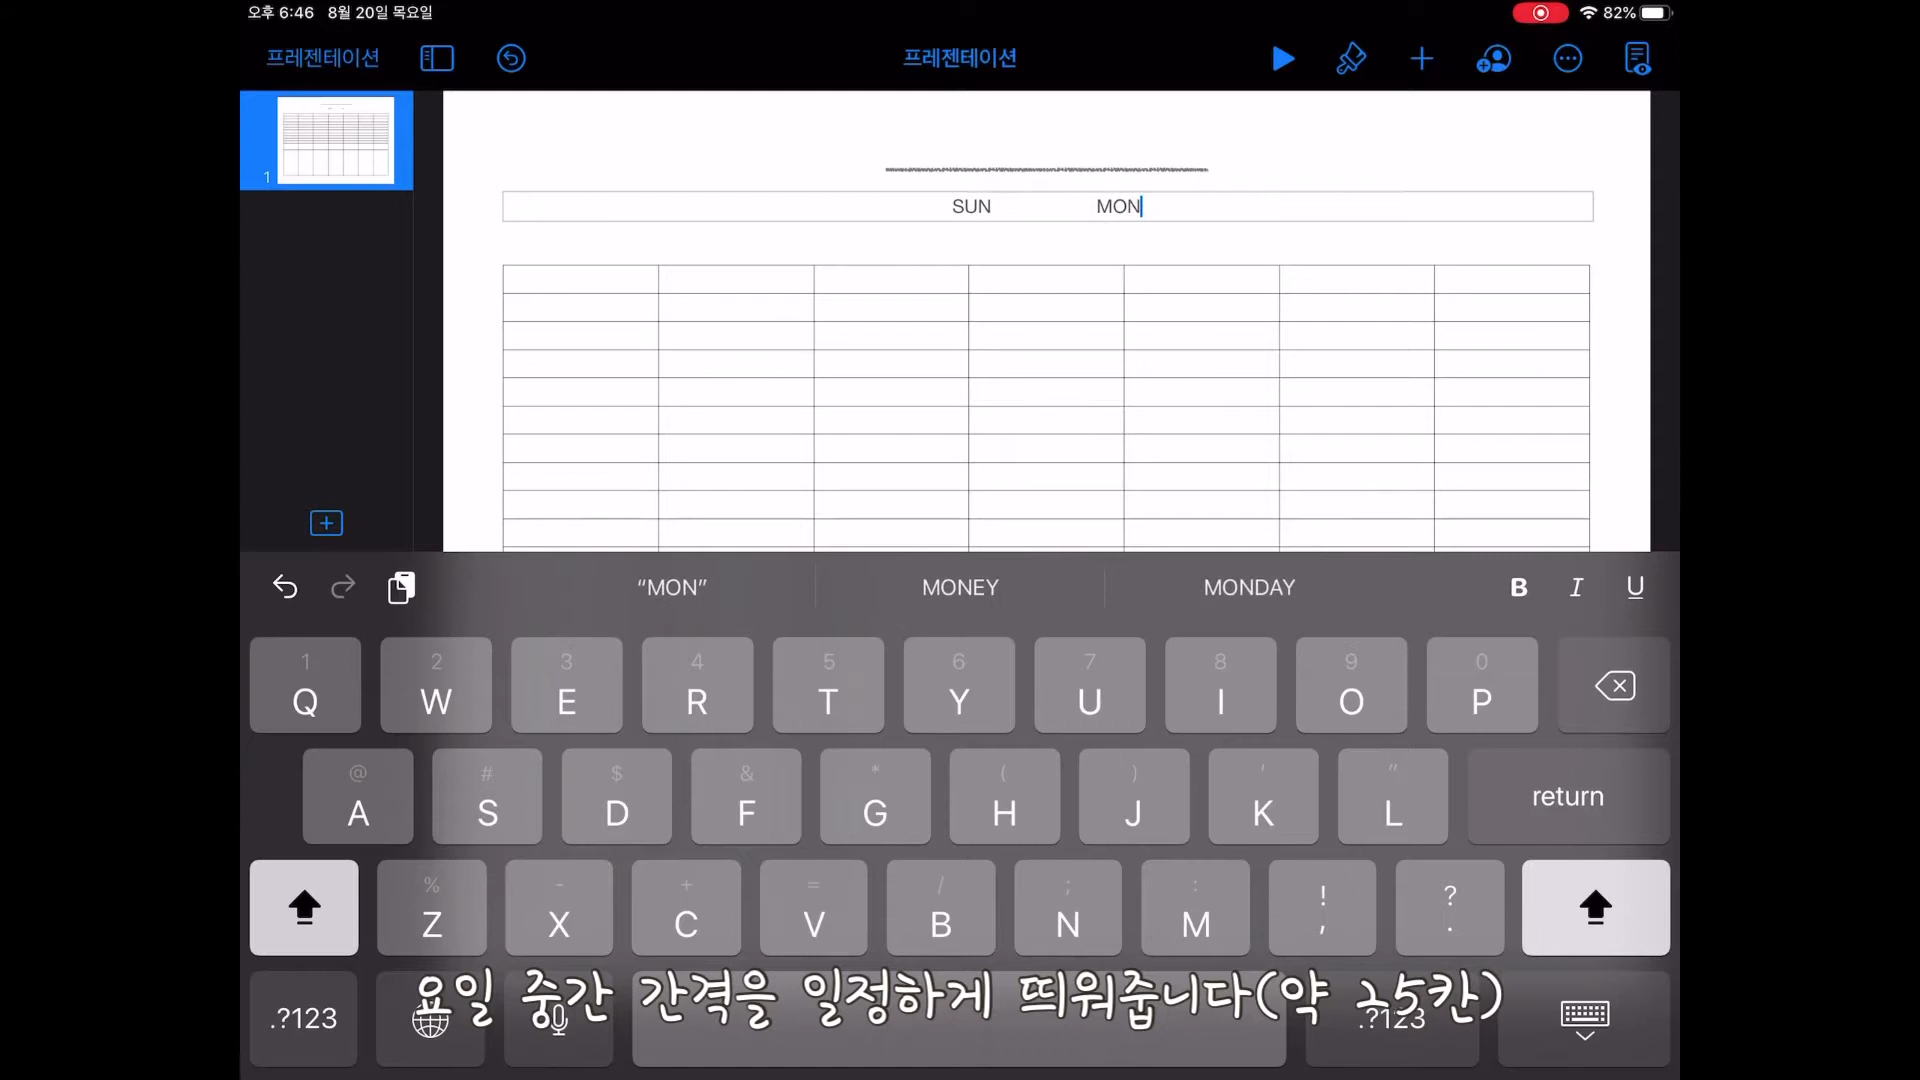 오후 6:46 8월 20일 목요일 82%
프레젠테이션 프레젠테이션
1
SUN MON
“MON” MONEY MONDAY B I U
1 2 3 4 5 6 7 8 9 0
Q W E R T Y U I O P
@ # $ & * ( ) ' "
A S D F G H J K L return
% - + = / ; : ! ?
Z X C V B N M , .
요일 중간 간격을 일정하게 띄워줍니다(약 25칸)
.?123 .?123